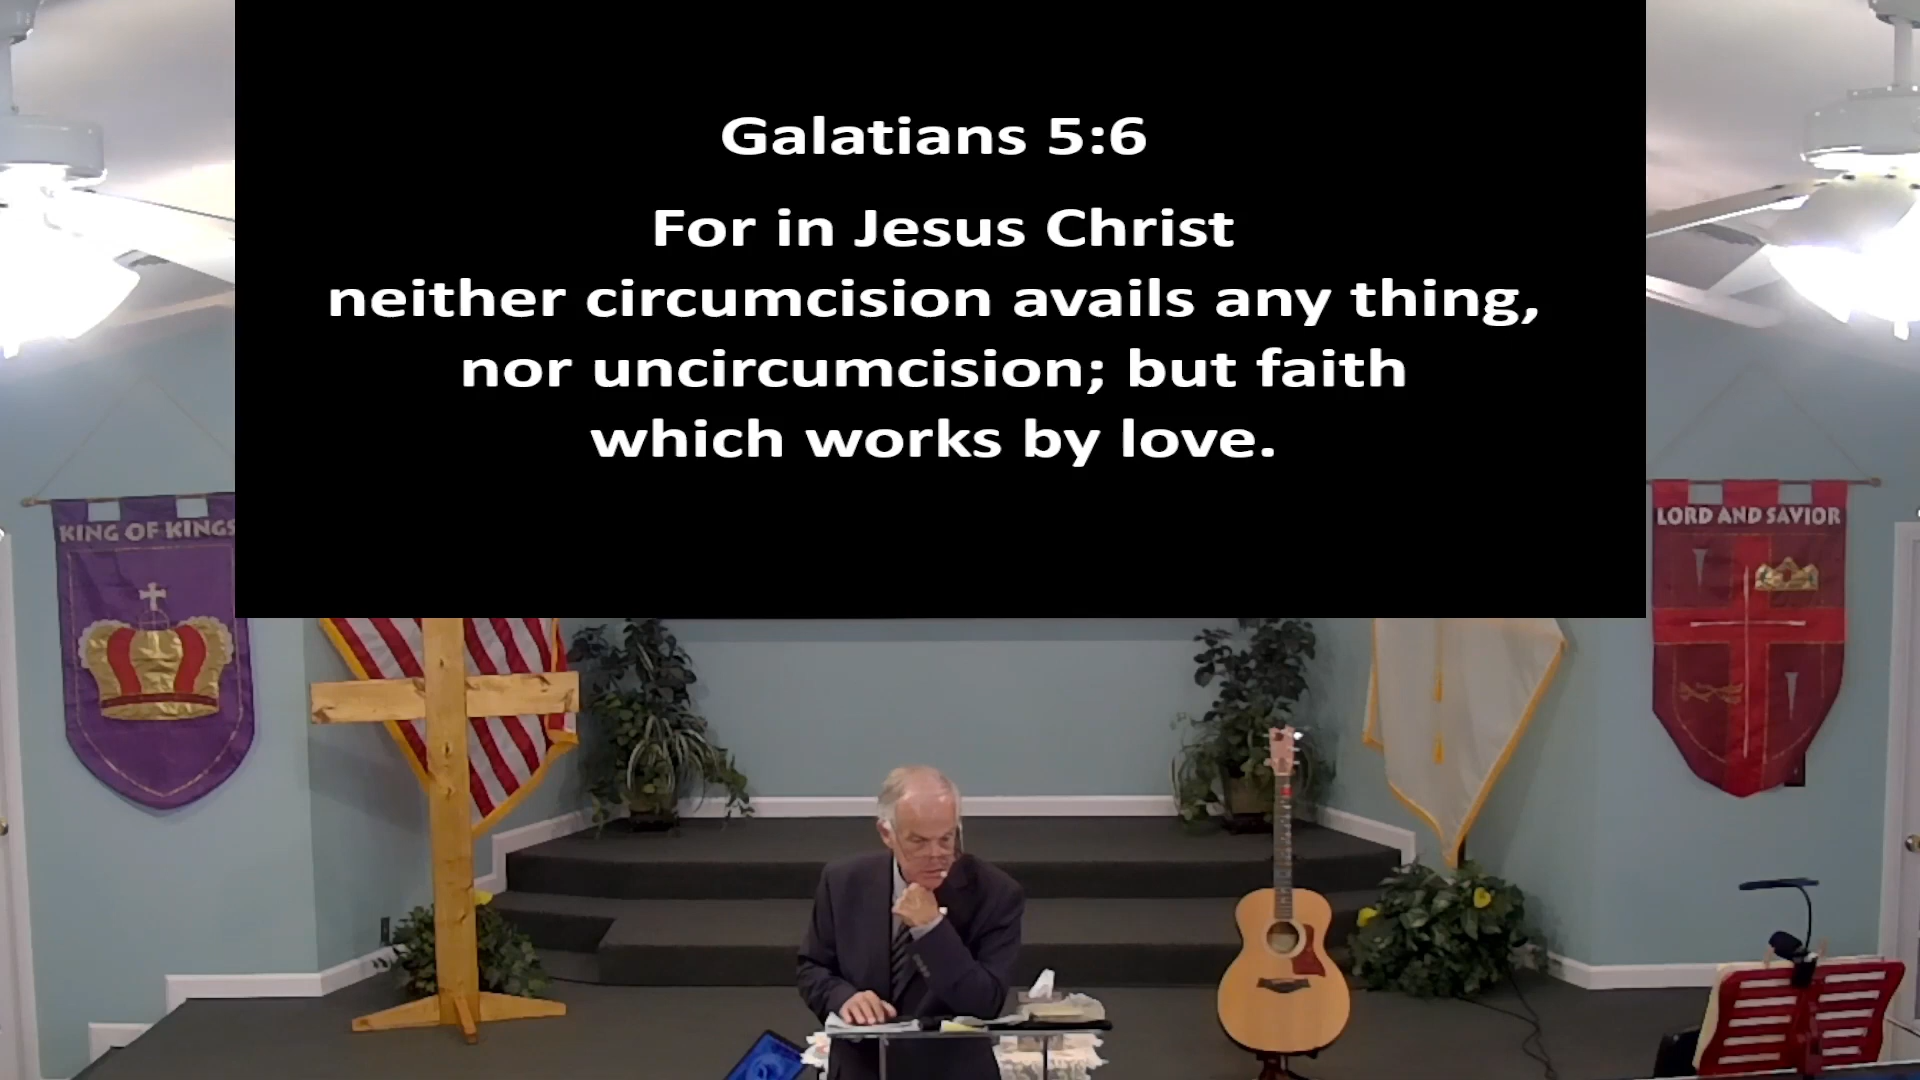 Galatians 5:6
For in Jesus Christ
neither circumcision avails any thing,
nor uncircumcision; but faith
which works by love.
KING OF KINGS
LORD AND SAVIOR